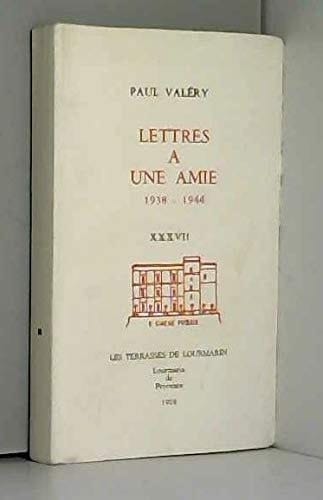 PAUL VALÉRY
LETTRES
A
UNE AMIE
1938 - 1944
XXXVII
LES TERRASSES DE LOURMARIN
Lourmarin
de
Provence